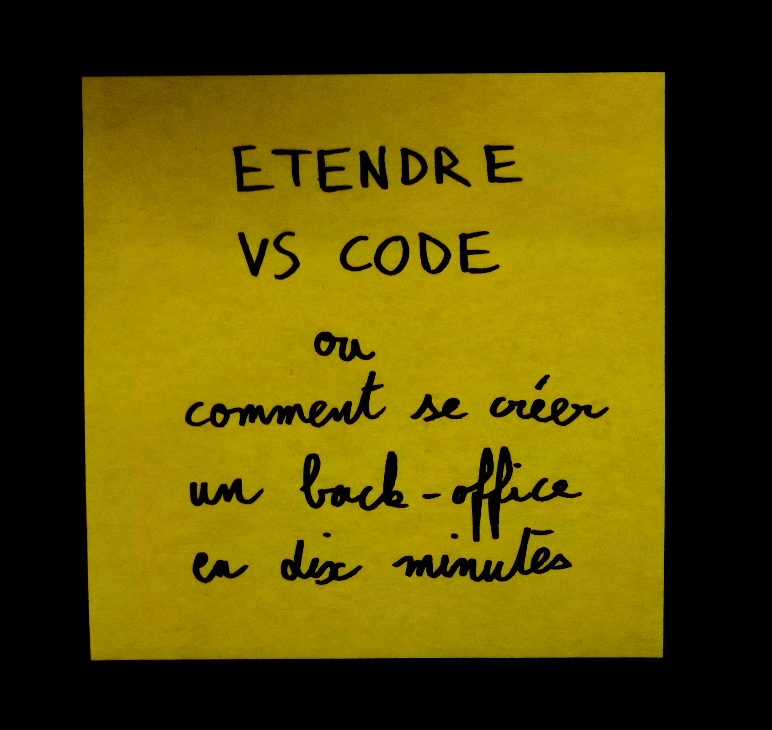 ETENDRE
VS CODE
ou
comment se créer
un back-office
en dix minutes